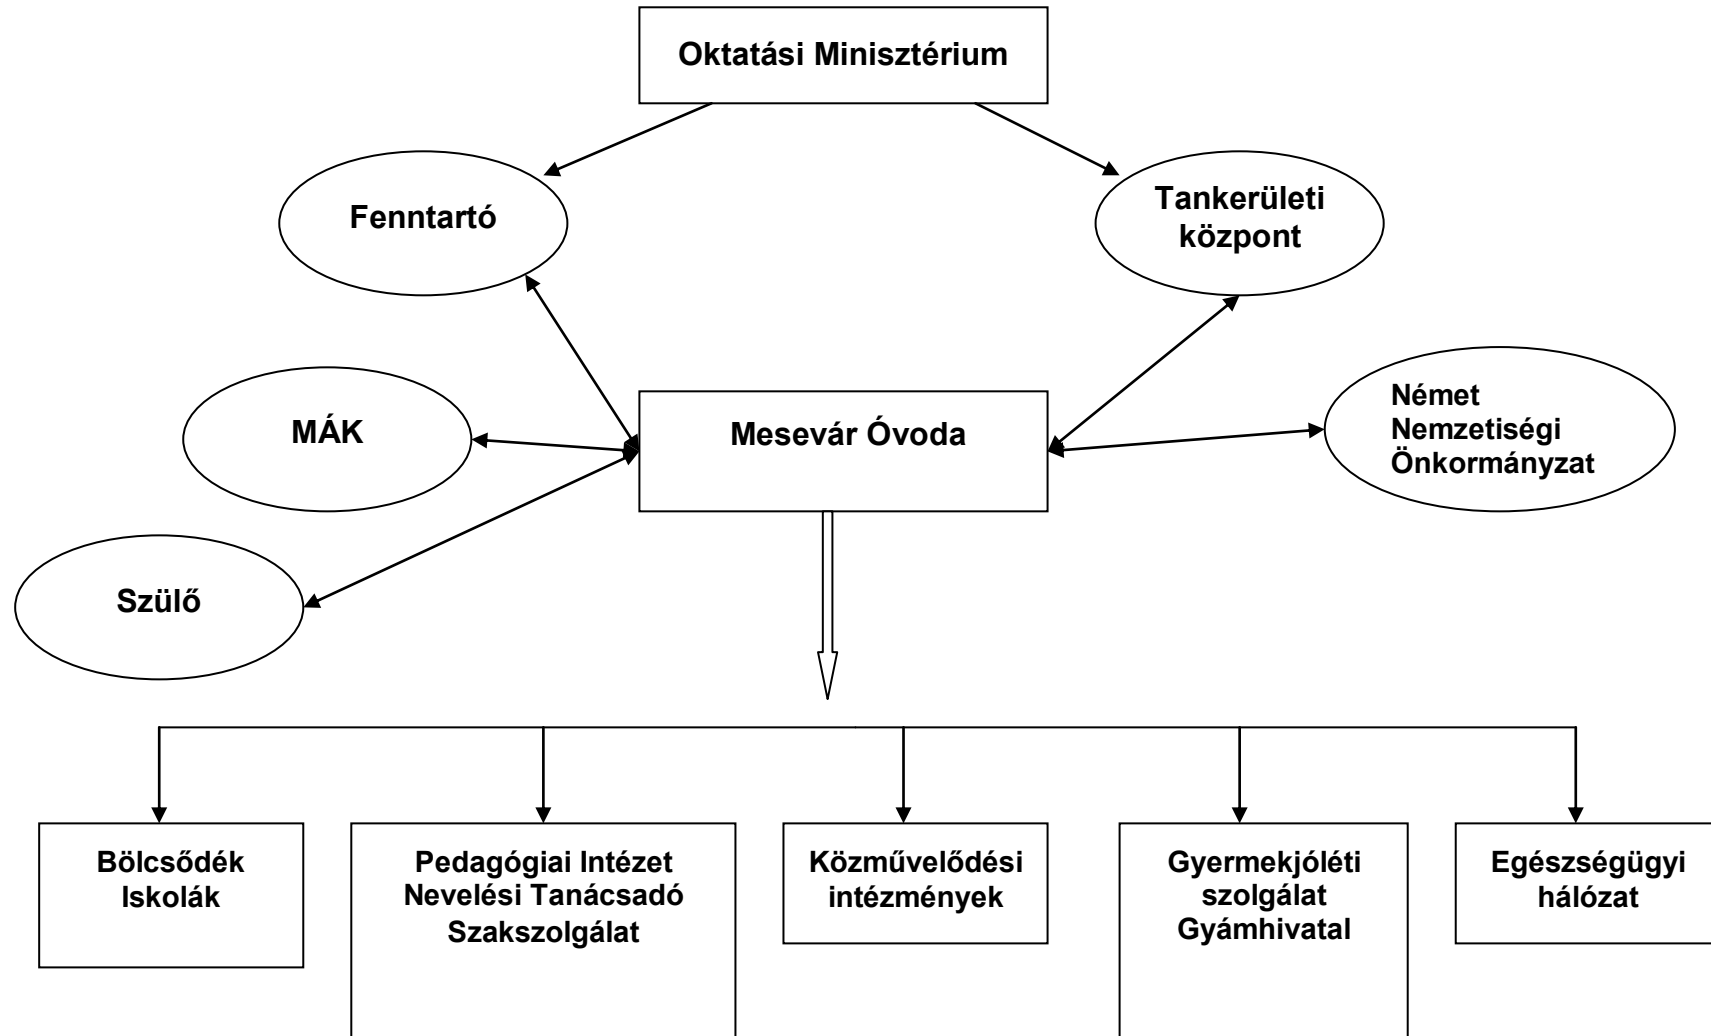 Oktatási Minisztérium
Fenntartó
Tankerületi
központ
MÁK
Mesevár Óvoda
Német
Nemzetiségi
Önkormányzat
Szülő
Bölcsődék
Iskolák
Pedagógiai Intézet
Nevelési Tanácsadó
Szakszolgálat
Közművelődési
intézmények
Gyermekjóléti
szolgálat
Gyámhivatal
Egészségügyi
hálózat